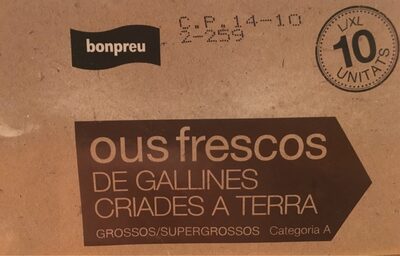 bonpreu
C.P.14-10
2-259
L/XL
10
UNITATS
ous frescos
DE GALLINES
CRIADES A TERRA
GROSSOS/SUPERGROSSOS Categoria A